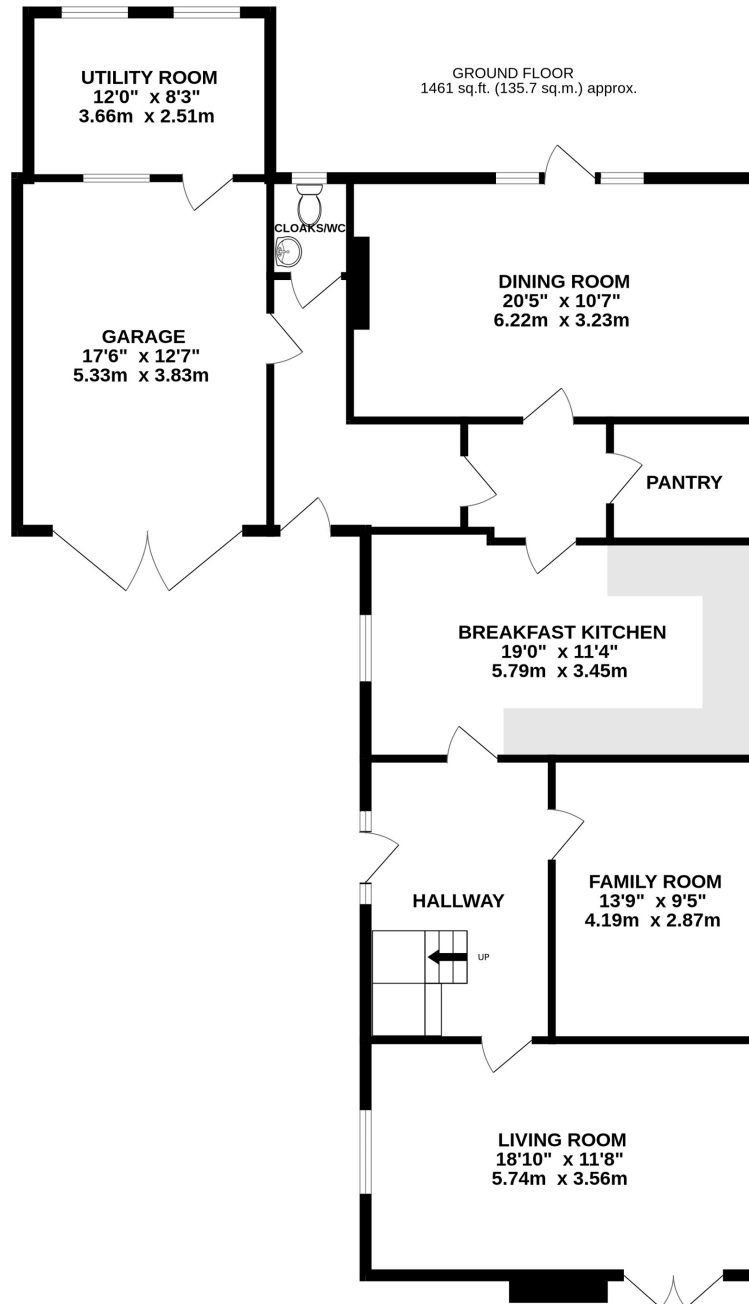 GROUND FLOOR
1461 sq.ft. (135.7 sq.m.) approx.
UTILITY ROOM
12'0" x 8'3"
3.66m x 2.51m
CLOAKS/WC
DINING ROOM
20'5" x 10'7"
6.22m x 3.23m
GARAGE
17'6" x 12'7"
5.33m x 3.83m
PANTRY
BREAKFAST KITCHEN
19'0" x 11'4"
5.79m x 3.45m
FAMILY ROOM
13'9" x 9'5"
4.19m x 2.87m
HALLWAY
UP
LIVING ROOM
18'10" x 11'8"
5.74m x 3.56m